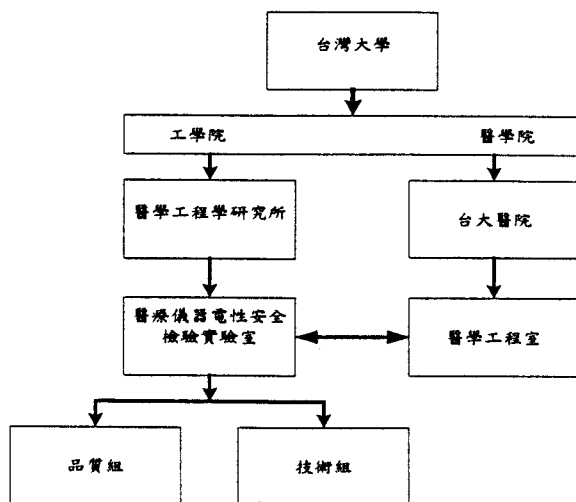 台灣大學
工學院 醫學院
醫學工程學研究所
台大醫院
醫療儀器電性安全
檢驗實驗室
醫學工程室
品質組
技術組